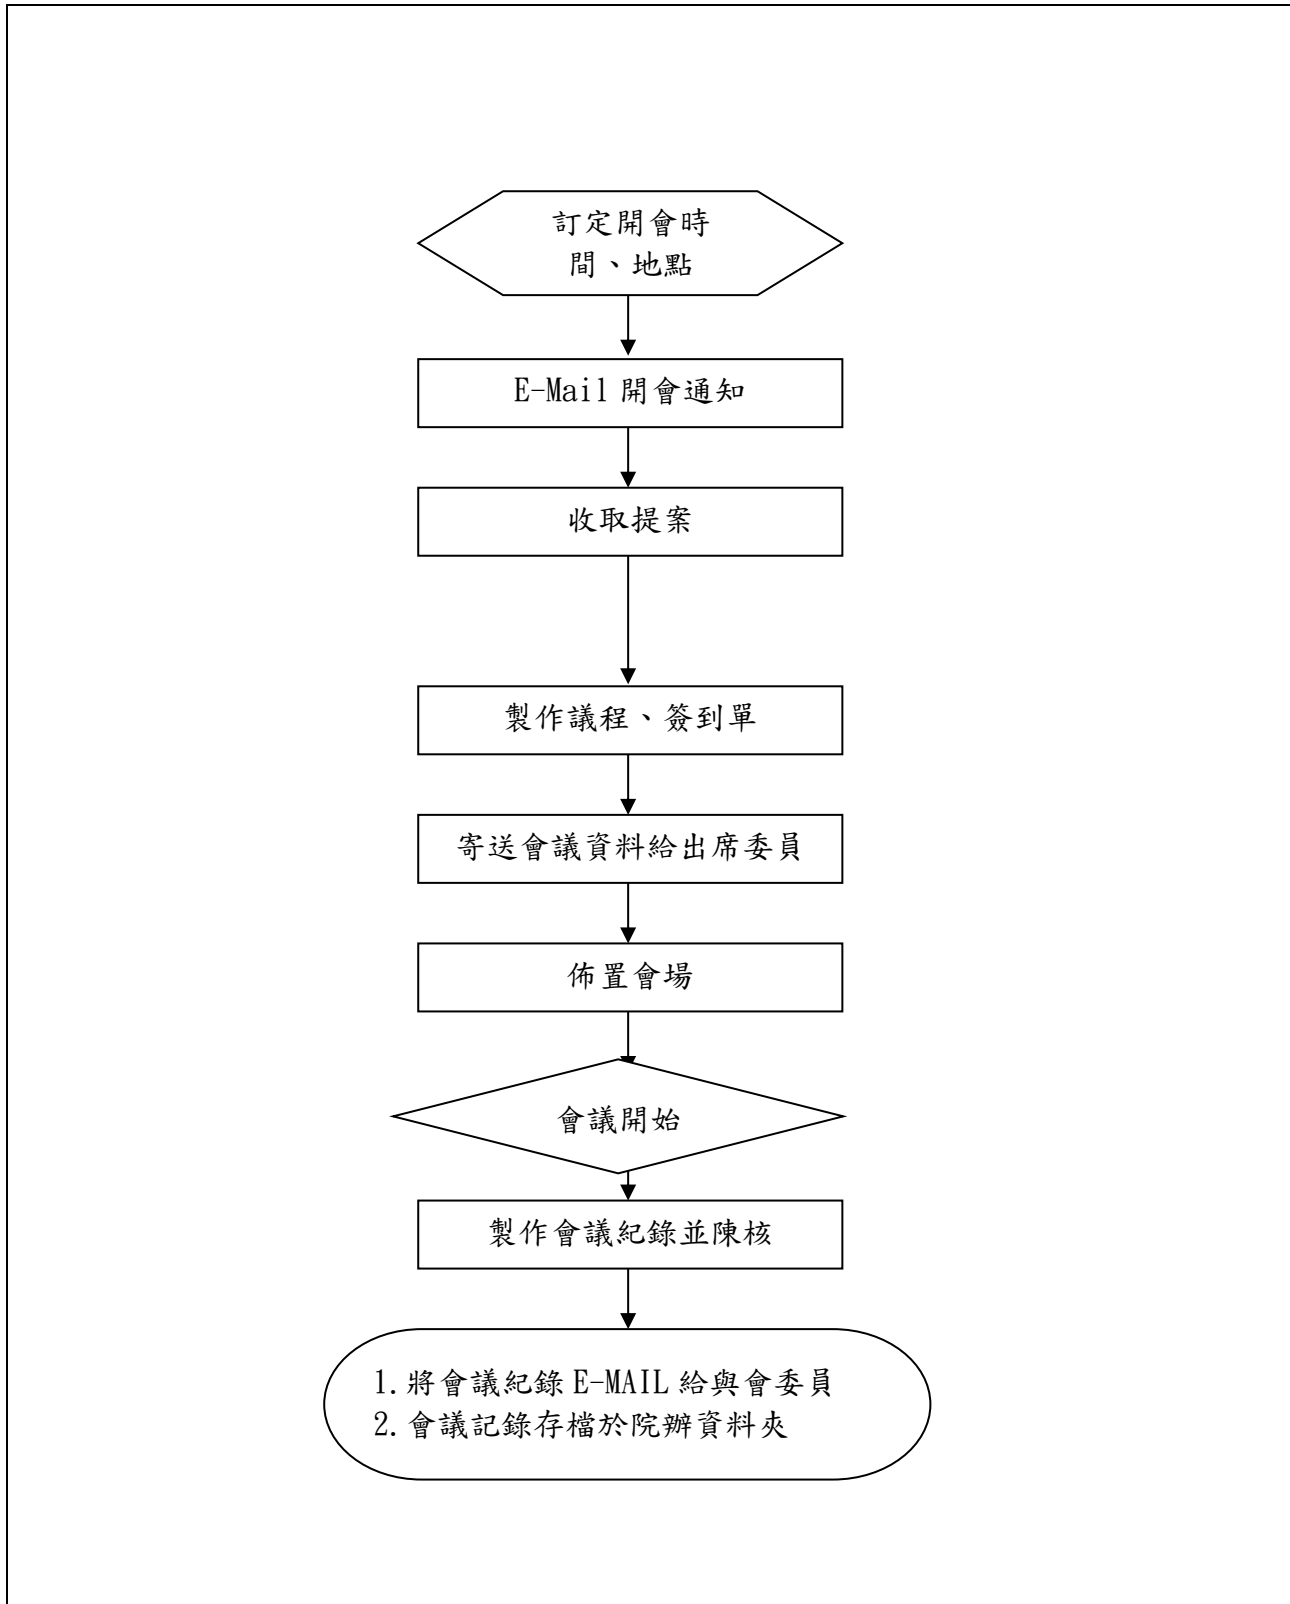 訂定開會時
間、地點
E-Mail 開會通知
收取提案
製作議程、簽到單
寄送會議資料給出席委員
佈置會場
會議開始
製作會議紀錄並陳核
1.將會議紀錄 E-MAIL 給與會委員
2.會議記錄存檔於院辦資料夾